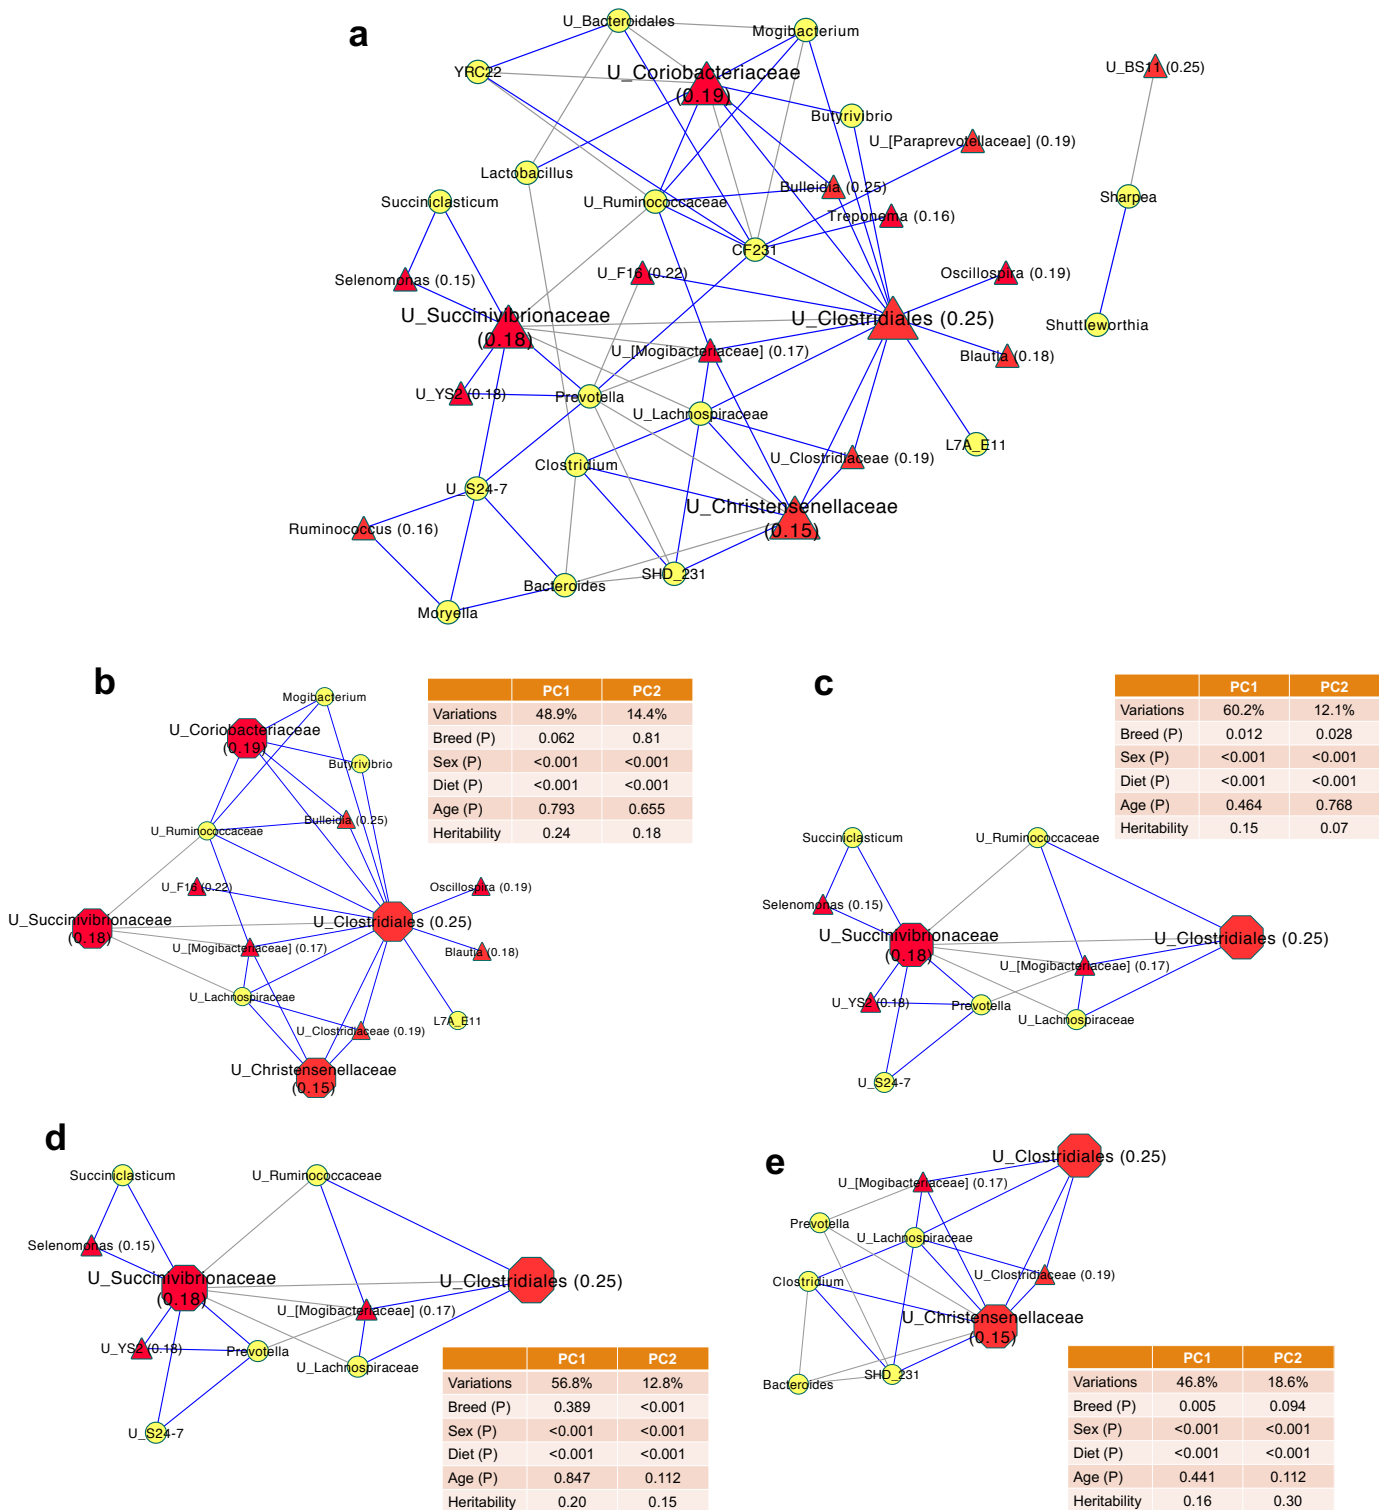 a
U_Bacteroidales
Mogibacterium
YRC22
U_Coriobacteriaceae
(0.19)
U_BS11 (0.25)
Butyrivibrio
U_[Paraprevotellaceae] (0.19)
Lactobacillus
Bulleidia (0.25)
Succiniclasticum
U_Ruminococcaceae
Sharpea
Treponema (0.16)
CF231
Selenomonas (0.15)
U_F16 (0.22)
Oscillospira (0.19)
U_Succinivibrionaceae
(0.18)
U_Clostridiales (0.25)
Shuttleworthia
U_[Mogibacteriaceae] (0.17)
Blautia (0.18)
U_YS2 (0.18)
Prevotella
U_Lachnospiraceae
L7A_E11
Clostridium
U_Clostridiaceae (0.19)
U_S24-7
U_Christensenellaceae
(0.15)
Ruminococcus (0.16)
SHD_231
Bacteroides
Moryella
b
Mogibacterium
U_Coriobacteriaceae
(0.19)
Butyrivibrio
Bulleidia (0.25)
U_Ruminococcaceae
U_F16 (0.22)
Oscillospira (0.19)
U_Succinivibrionaceae
(0.18)
U_Clostridiales (0.25)
U_[Mogibacteriaceae] (0.17)
Blautia (0.18)
U_Lachnospiraceae
L7A_E11
U_Clostridiaceae (0.19)
U_Christensenellaceae
(0.15)
PC1 PC2
Variations 48.9% 14.4%
Breed (P) 0.062 0.81
Sex (P) <0.001 <0.001
Diet (P) <0.001 <0.001
Age (P) 0.793 0.655
Heritability 0.24 0.18
c
PC1 PC2
Variations 60.2% 12.1%
Breed (P) 0.012 0.028
Sex (P) <0.001 <0.001
Diet (P) <0.001 <0.001
Age (P) 0.464 0.768
Heritability 0.15 0.07
Succiniclasticum
U_Ruminococcaceae
Selenomonas (0.15)
U_Succinivibrionaceae
(0.18)
U_Clostridiales (0.25)
U_[Mogibacteriaceae] (0.17)
U_YS2 (0.18)
Prevotella
U_Lachnospiraceae
U_S24-7
d
Succiniclasticum
U_Ruminococcaceae
Selenomonas (0.15)
U_Succinivibrionaceae
(0.18)
U_Clostridiales (0.25)
U_[Mogibacteriaceae] (0.17)
U_YS2 (0.18)
Prevotella
U_Lachnospiraceae
U_S24-7
PC1 PC2
Variations 56.8% 12.8%
Breed (P) 0.389 <0.001
Sex (P) <0.001 <0.001
Diet (P) <0.001 <0.001
Age (P) 0.847 0.112
Heritability 0.20 0.15
e
U_Clostridiales (0.25)
U_[Mogibacteriaceae] (0.17)
Prevotella
U_Lachnospiraceae
Clostridium
U_Clostridiaceae (0.19)
U_Christensenellaceae
(0.15)
SHD_231
Bacteroides
PC1 PC2
Variations 46.8% 18.6%
Breed (P) 0.005 0.094
Sex (P) <0.001 <0.001
Diet (P) <0.001 <0.001
Age (P) 0.441 0.112
Heritability 0.16 0.30